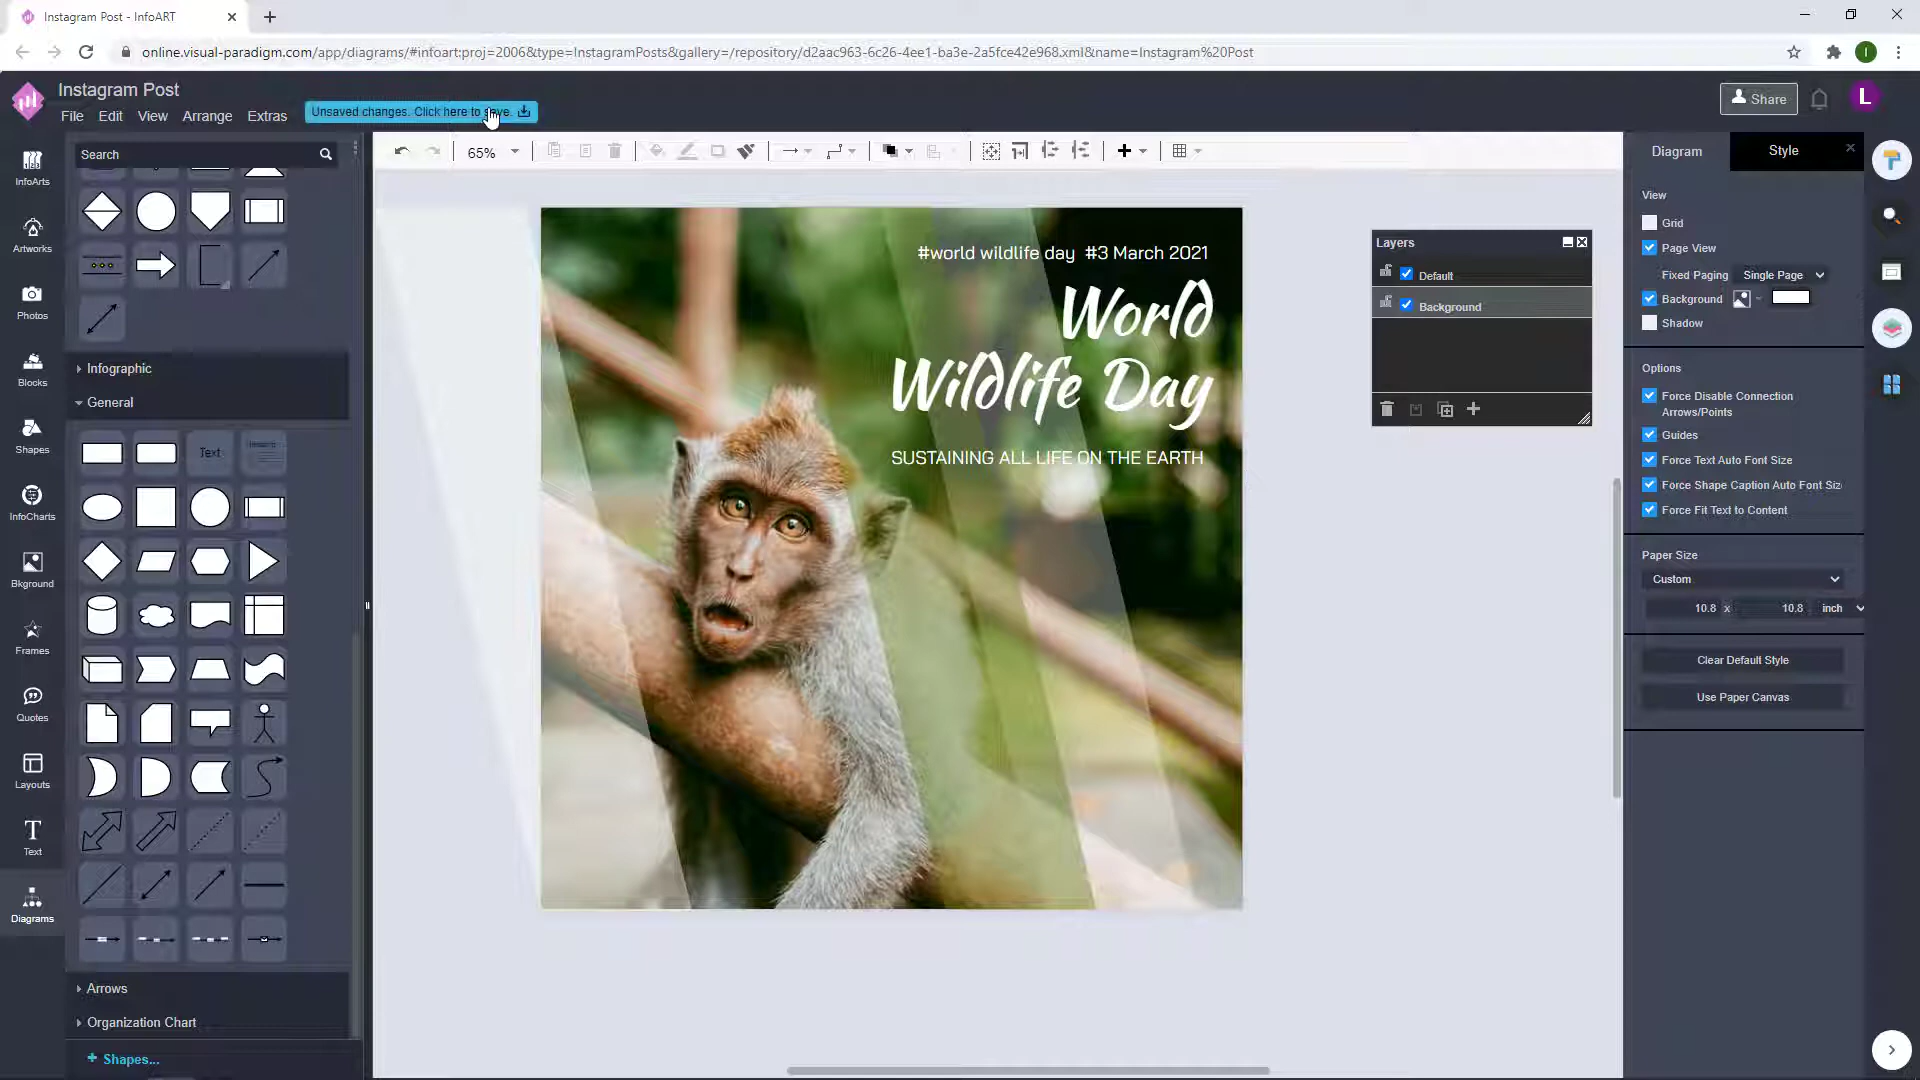 Instagram Post - InfoART
online.visual-paradigm.com/app/diagrams/#infoart:proj=2006&type=InstagramPosts&gallery=/repository/d2aac963-6c26-4ee1-ba3e-2a5fce42e968.xml&name=Instagram%20Post
I
Instagram Post
File Edit View Arrange Extras
Unsaved changes. Click here to save.
Share
L
Search
65%
InfoArts
Artworks
Photos
Blocks
Shapes
InfoCharts
Bkground
Frames
Quotes
Layouts
Text
Diagrams
Infographic
General
Text
Arrows
Organization Chart
+ Shapes...
#world wildlife day #3 March 2021
World
Wildlife Day
SUSTAINING ALL LIFE ON THE EARTH
Layers
Default
Background
Diagram
Style
View
Grid
Page View
Fixed Paging Single Page
Background
Shadow
Options
Force Disable Connection
Arrows/Points
Guides
Force Text Auto Font Size
Force Shape Caption Auto Font Siz
Force Fit Text to Content
Paper Size
Custom
10.8 x 10.8 inch
Clear Default Style
Use Paper Canvas